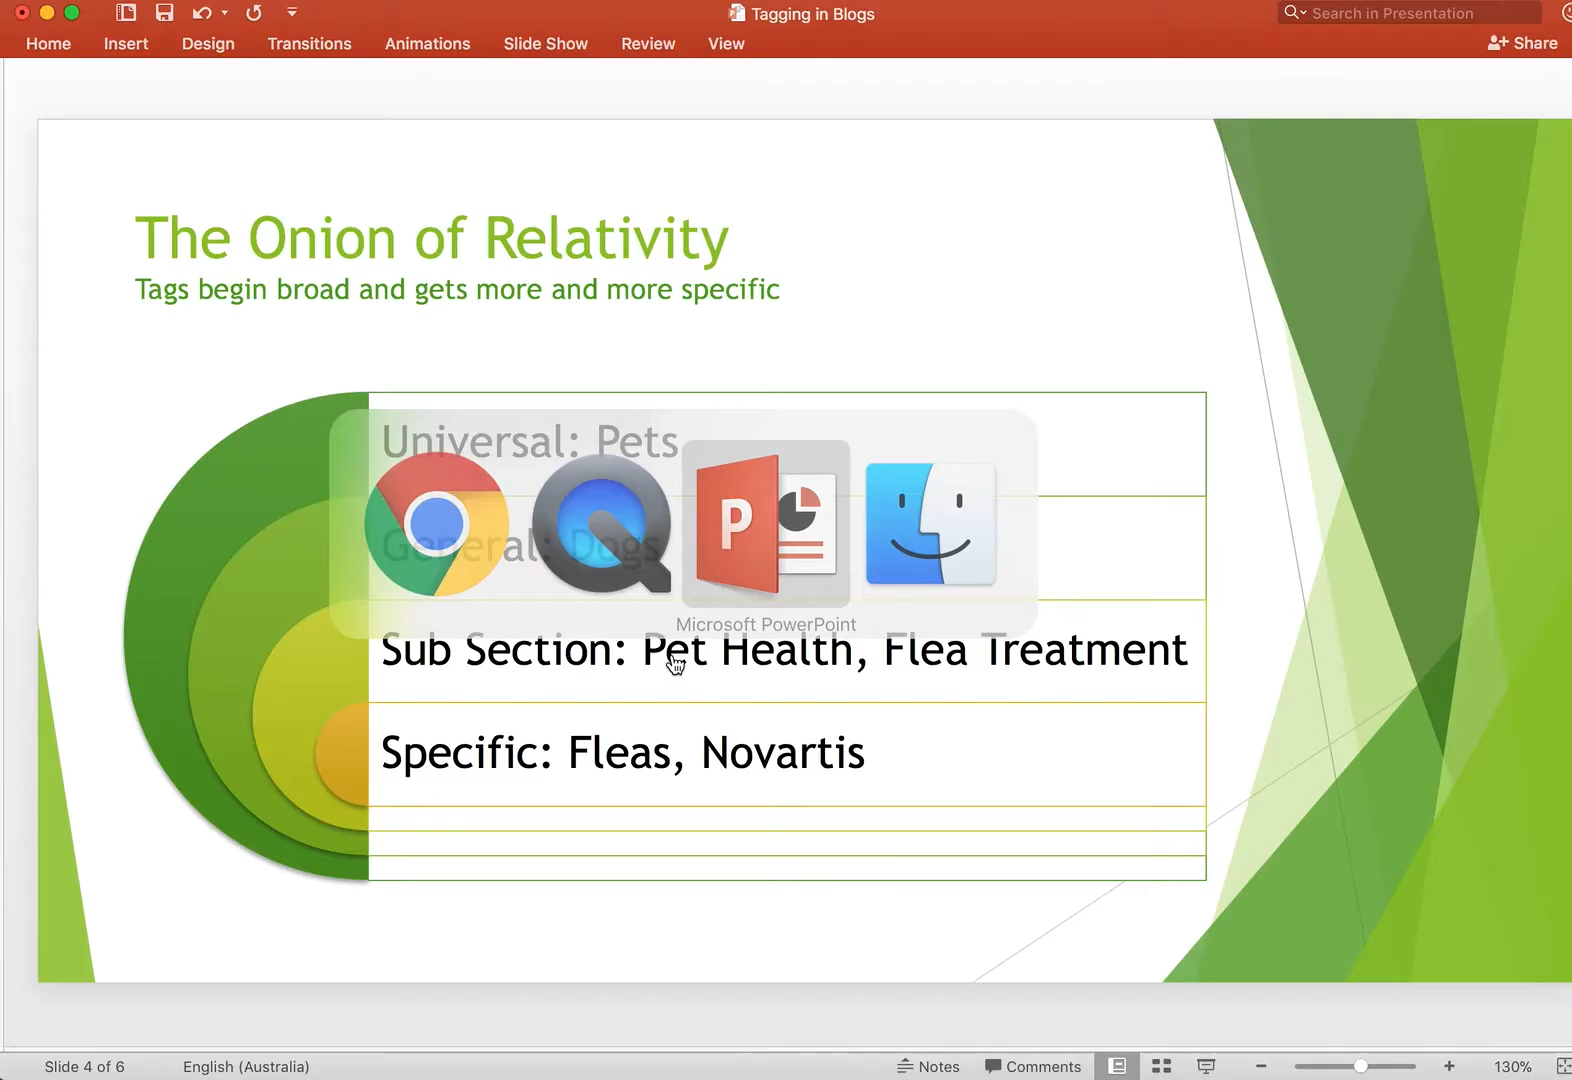 Tagging in Blogs
Search in Presentation
Home Insert Design Transitions Animations Slide Show Review View Share
The Onion of Relativity
Tags begin broad and gets more and more specific
Universal: Pets
General: Dogs
P
Microsoft PowerPoint
Sub Section: Pet Health, Flea Treatment
Specific: Fleas, Novartis
Slide 4 of 6 English (Australia) Notes Comments 130%